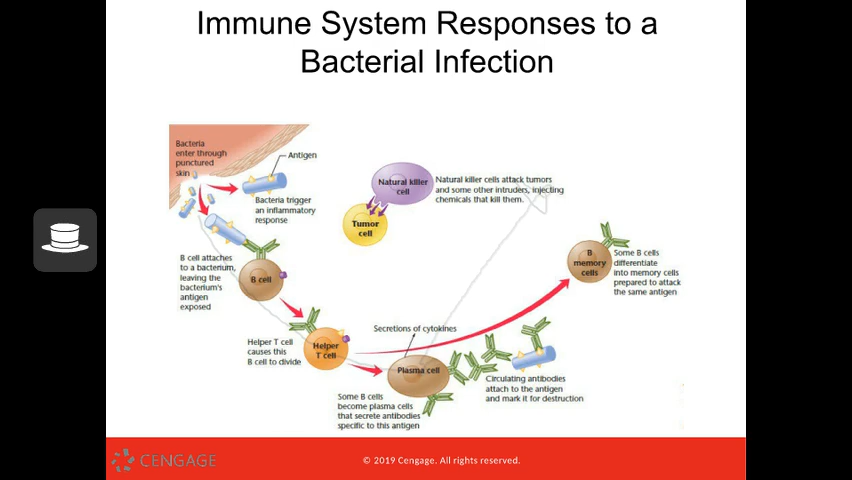 Immune System Responses to a
Bacterial Infection
Bacteria
enter through
punctured
skin
Antigen
Bacteria trigger
an inflammatory
response
Natural killer
cell
Natural killer cells attack tumors
and some other intruders, injecting
chemicals that kill them.
Tumor
cell
B cell attaches
to a bacterium,
leaving the
bacterium's
antigen
exposed
B cell
B
memory
cells
Some B cells
differentiate
into memory cells
prepared to attack
the same antigen
Helper T cell
causes this
B cell to divide
Helper
T cell
Secretions of cytokines
Plasma cell
Some B cells
become plasma cells
that secrete antibodies
specific to this antigen
Circulating antibodies
attach to the antigen
and mark it for destruction
CENGAGE
© 2019 Cengage. All rights reserved.